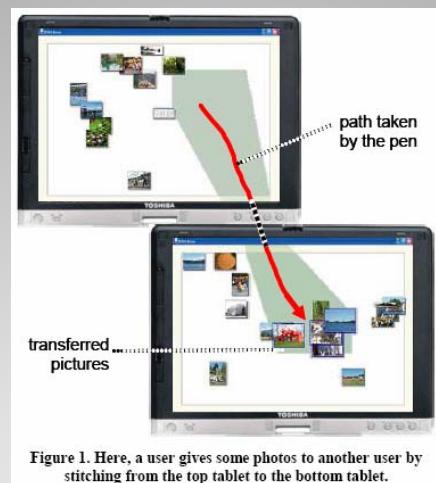 path taken
by the pen
TOSHIBA
transferred
pictures
TOSHIBA
Figure 1. Here, a user gives some photos to another user by
stitching from the top tablet to the bottom tablet.